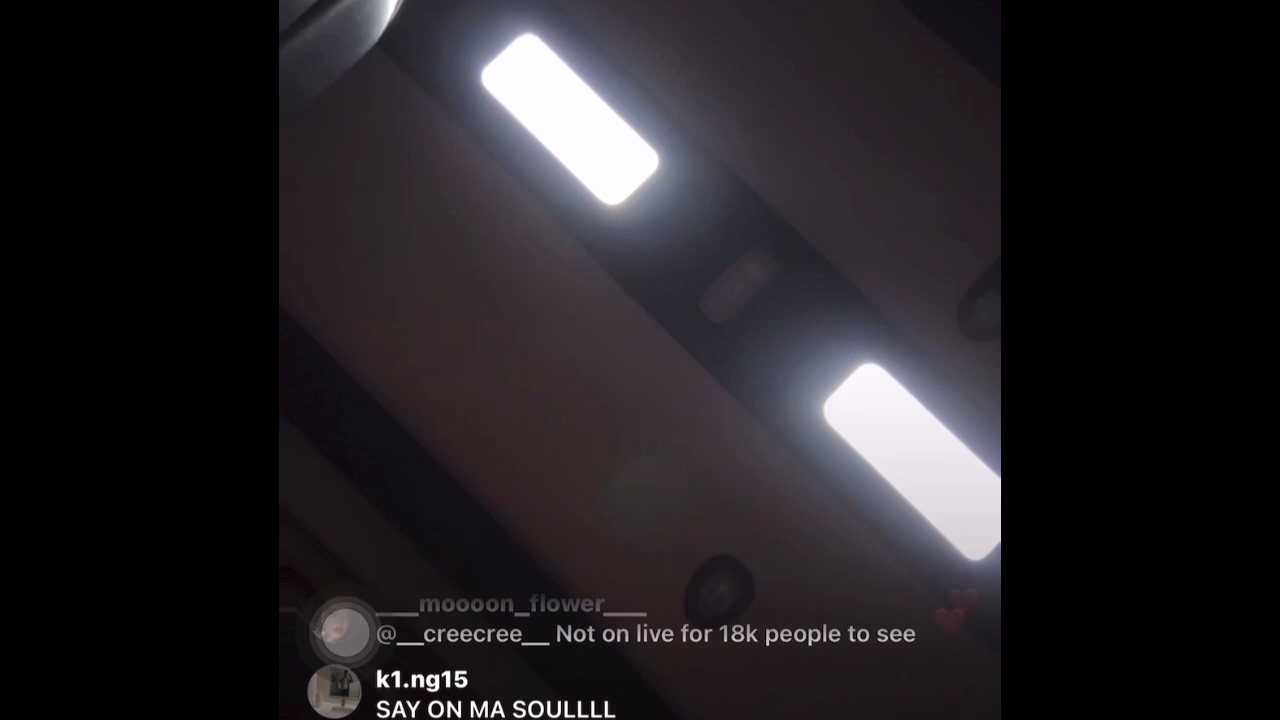 ___moooon_flower___
@__creecree__ Not on live for 18k people to see
k1.ng15
SAY ON MA SOULLLL